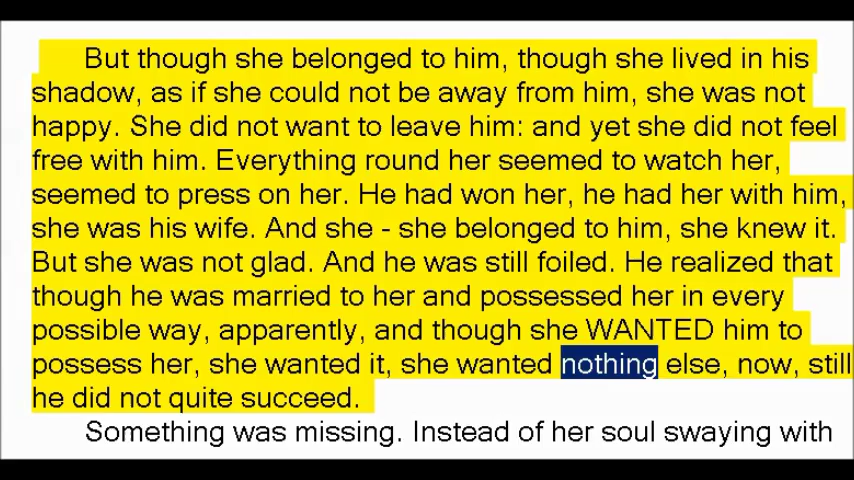 But though she belonged to him, though she lived in his
shadow, as if she could not be away from him, she was not
happy. She did not want to leave him: and yet she did not feel
free with him. Everything round her seemed to watch her,
seemed to press on her. He had won her, he had her with him,
she was his wife. And she - she belonged to him, she knew it.
But she was not glad. And he was still foiled. He realized that
though he was married to her and possessed her in every
possible way, apparently, and though she WANTED him to
possess her, she wanted it, she wanted nothing else, now, still
he did not quite succeed.
Something was missing. Instead of her soul swaying with